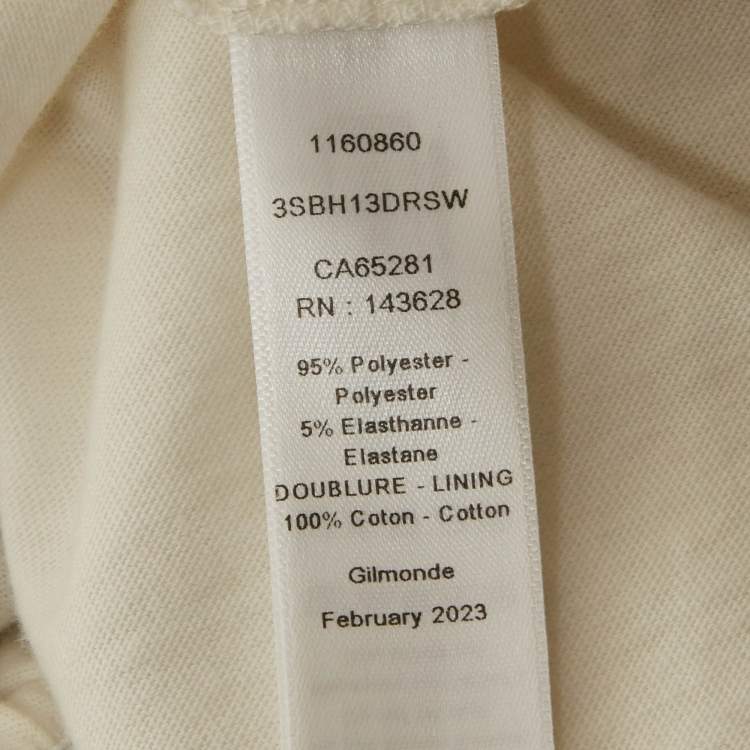 1160860
3SBH13DRSW
CA65281
RN : 143628
95% Polyester -
Polyester
5% Elasthanne -
Elastane
DOUBLURE - LINING
100% Coton - Cotton
Gilmonde
February 2023